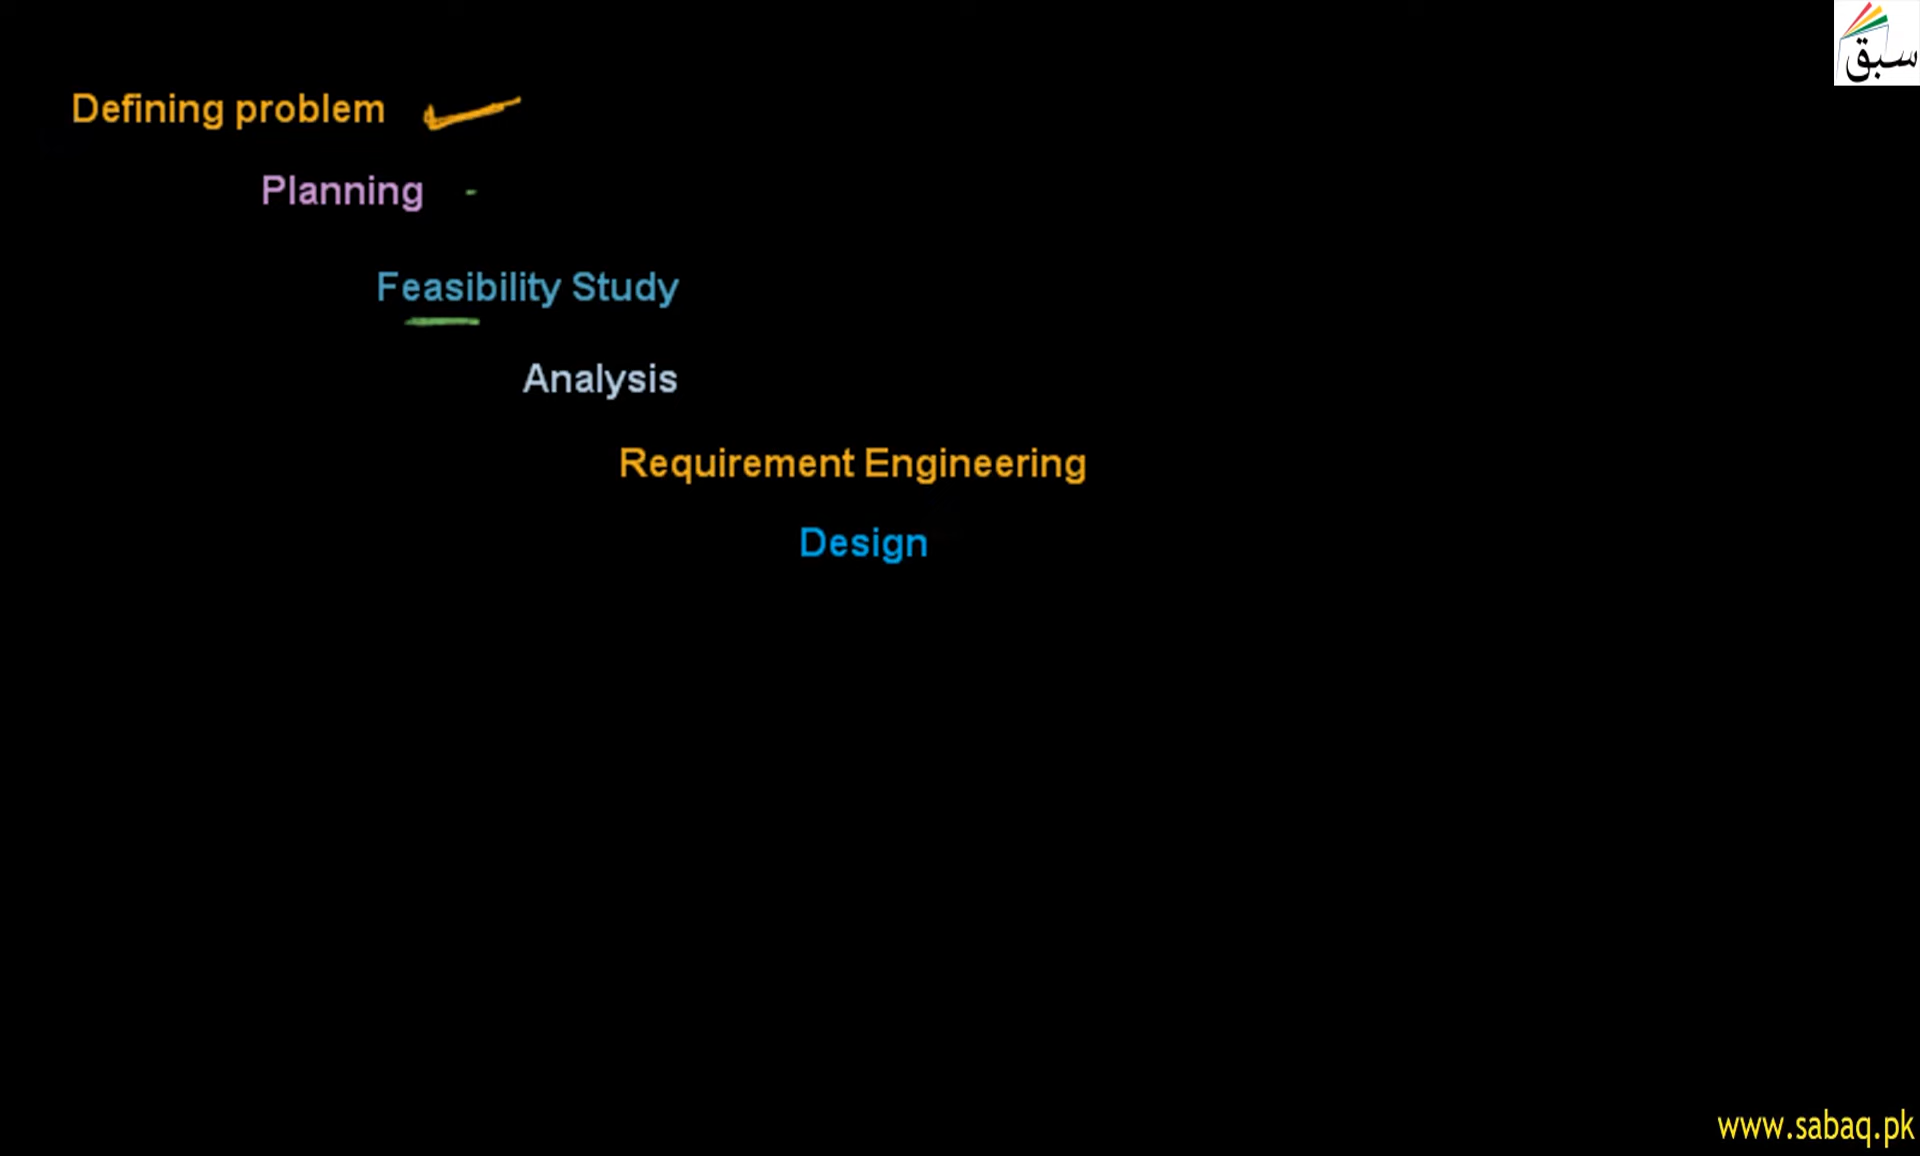 سبق
Defining problem
Planning -
Feasibility Study
Analysis
Requirement Engineering
Design
www.sabaq.pk